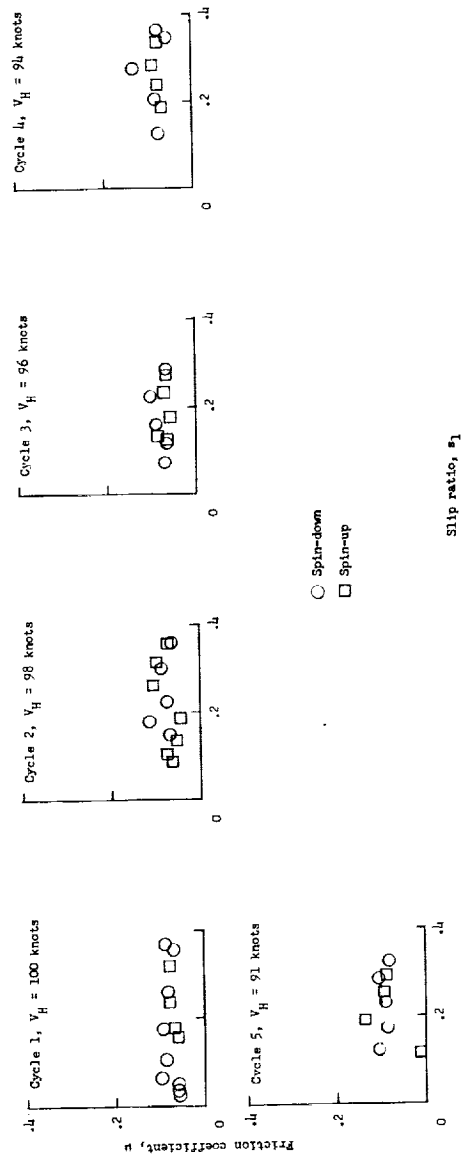 Cycle 1, V_H = 100 knots
.4
.2
0
Cycle 2, V_H = 98 knots
0
.2
.4
Cycle 3, V_H = 96 knots
0
.2
.4
Cycle 4, V_H = 94 knots
0
.2
.4
Friction coefficient, μ
Cycle 5, V_H = 91 knots
.4
.2
0
0
.2
.4
Spin-down
Spin-up
Slip ratio, s1